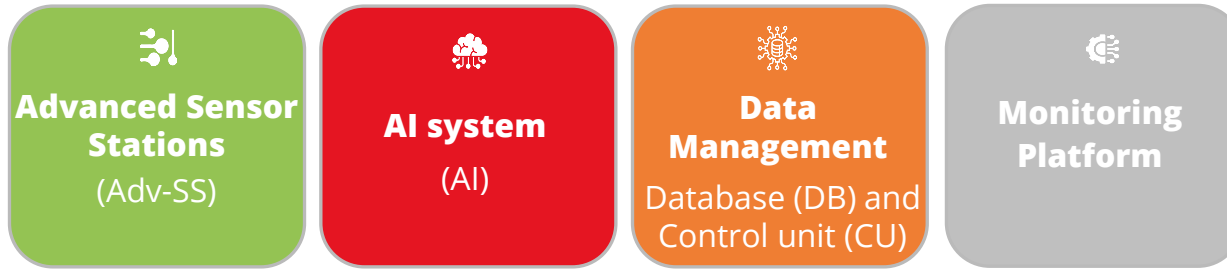 Advanced Sensor
Stations
(Adv-SS)
AI system
(AI)
Data
Management
Database (DB) and
Control unit (CU)
Monitoring
Platform